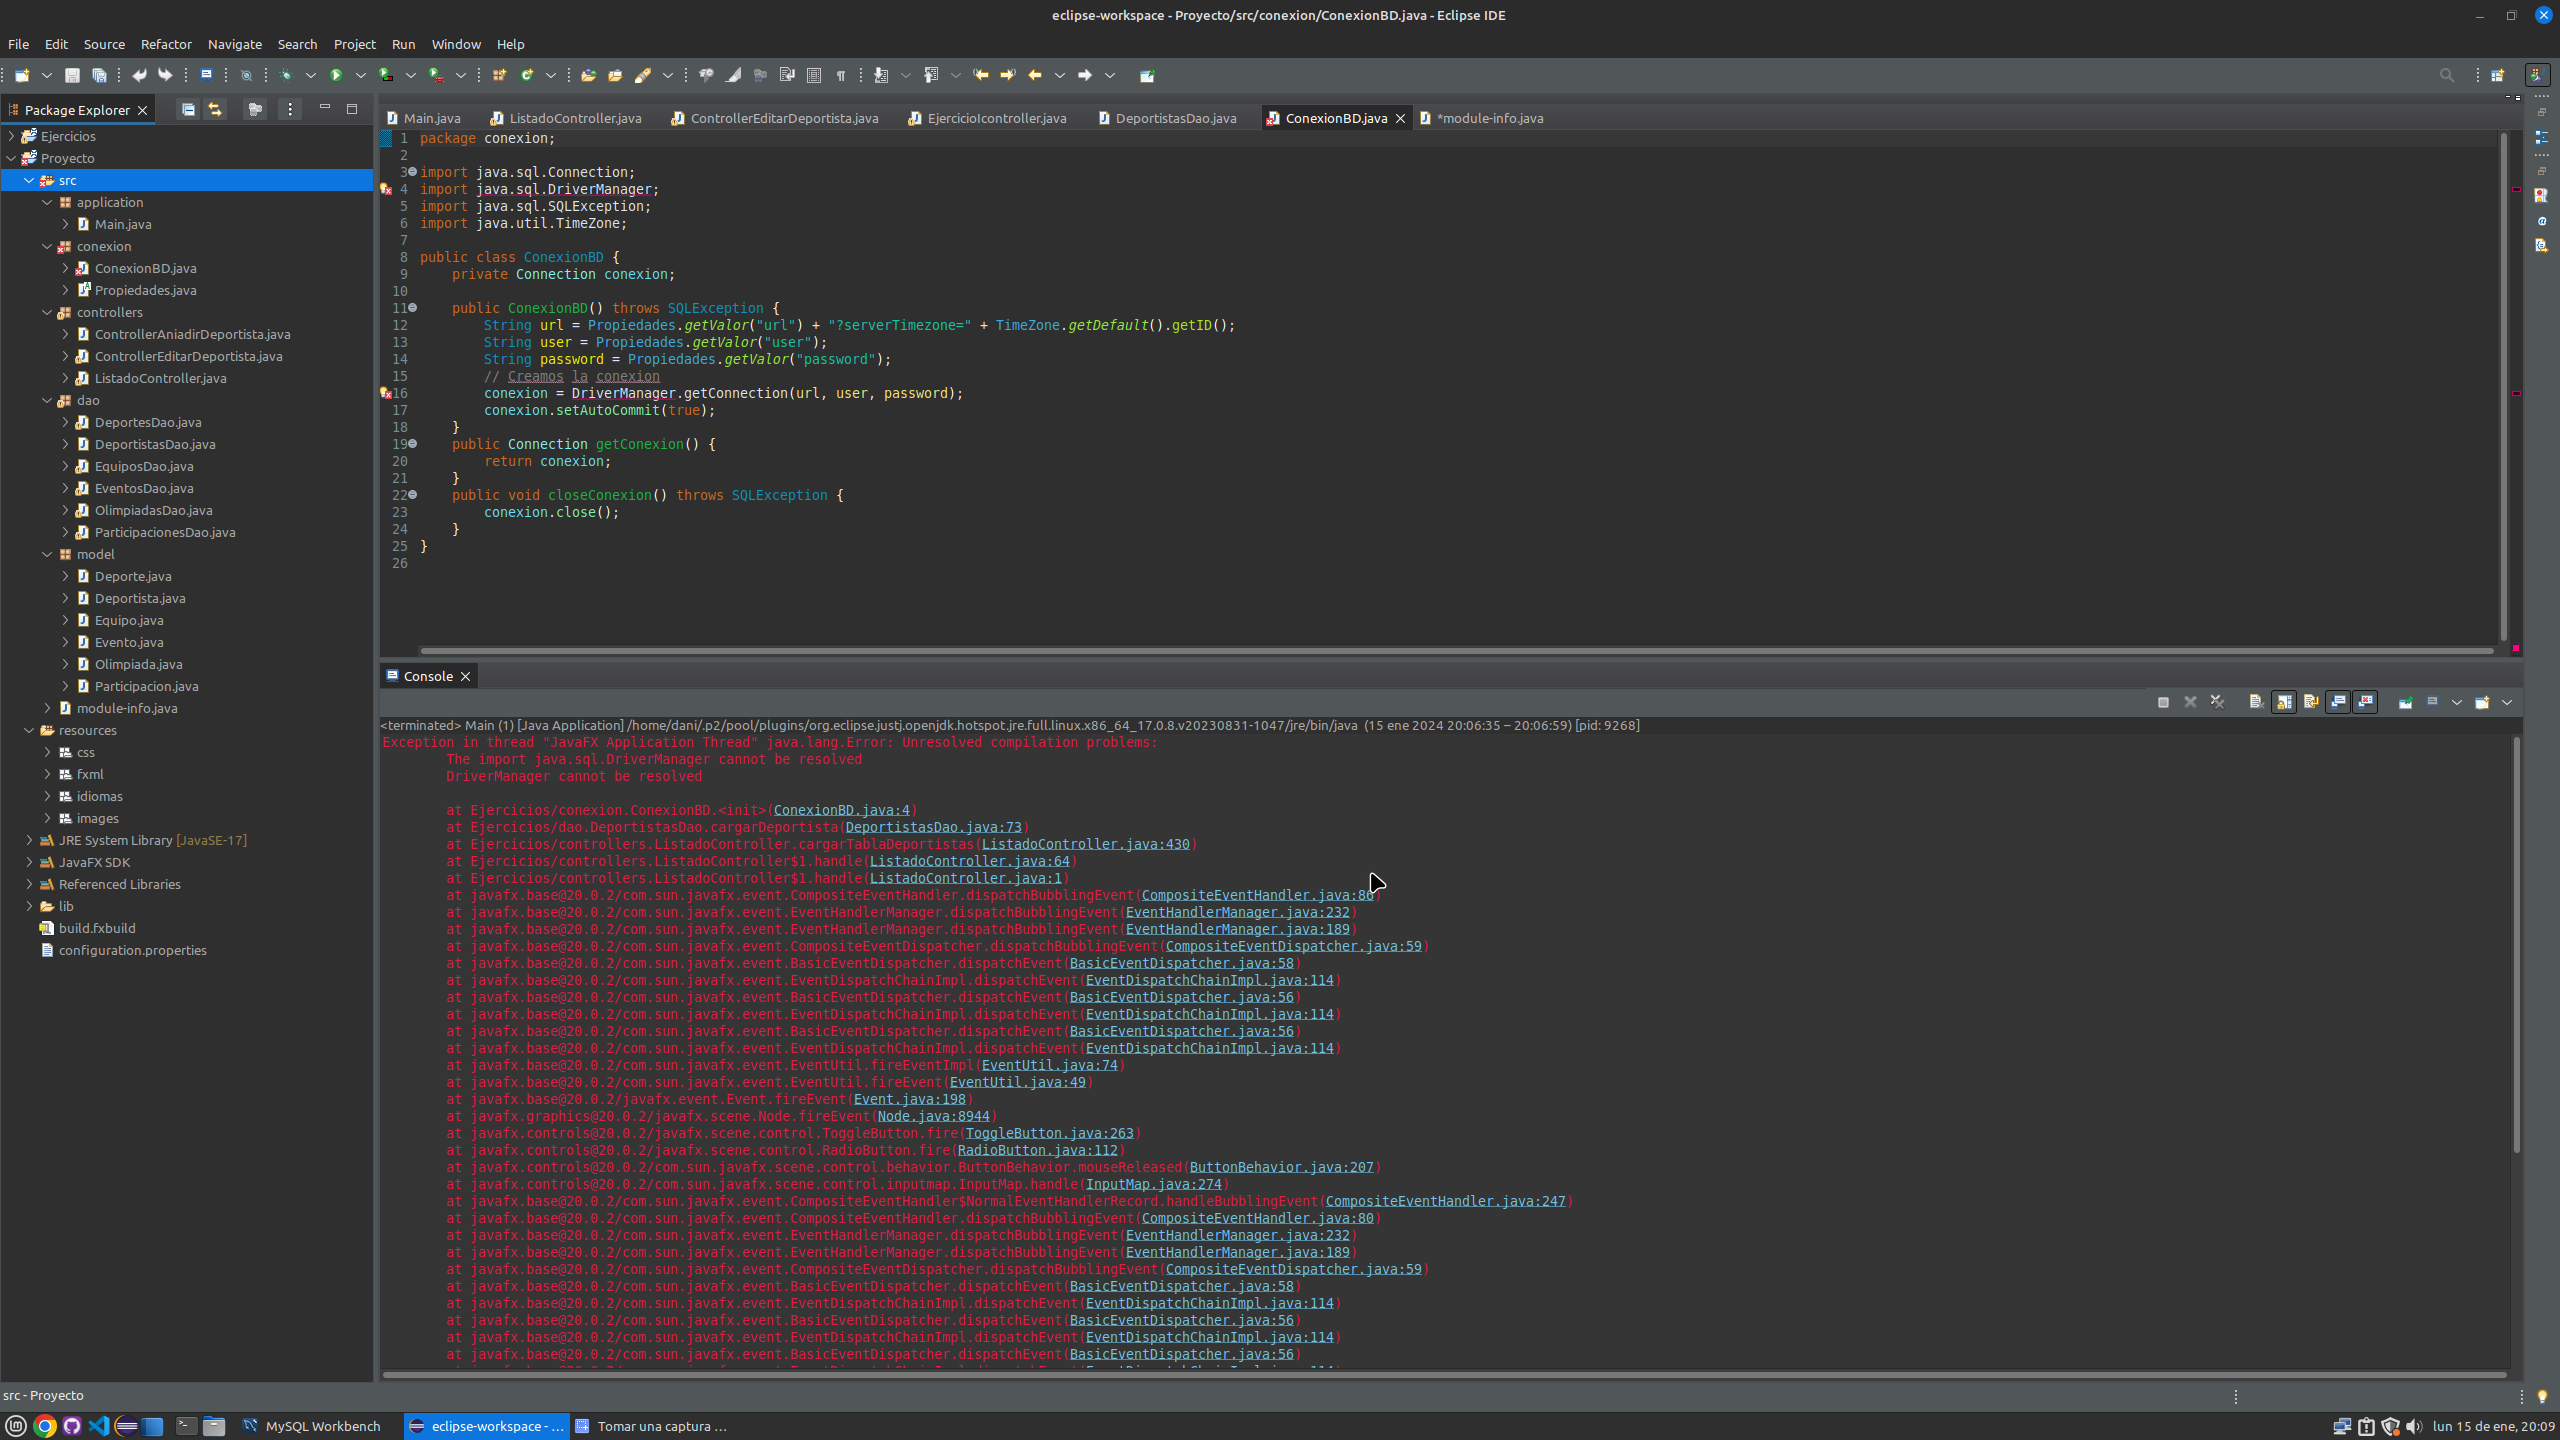 eclipse-workspace - Proyecto/src/conexion/ConexionBD.java - Eclipse IDE
File Edit Source Refactor Navigate Search Project Run Window Help
Package Explorer
Ejercicios
Proyecto
src
application
Main.java
conexion
ConexionBD.java
Propiedades.java
controllers
ControllerAniadirDeportista.java
ControllerEditarDeportista.java
ListadoController.java
dao
DeportesDao.java
DeportistasDao.java
EquiposDao.java
EventosDao.java
OlimpiadasDao.java
ParticipacionesDao.java
model
Deporte.java
Deportista.java
Equipo.java
Evento.java
Olimpiada.java
Participacion.java
module-info.java
resources
css
fxml
idiomas
images
JRE System Library [JavaSE-17]
JavaFX SDK
Referenced Libraries
lib
build.fxbuild
configuration.properties
Main.java ListadoController.java ControllerEditarDeportista.java EjercicioIcontroller.java DeportistasDao.java ConexionBD.java *module-info.java
1 package conexion;
2
3 import java.sql.Connection;
4 import java.sql.DriverManager;
5 import java.sql.SQLException;
6 import java.util.TimeZone;
7
8 public class ConexionBD {
9 private Connection conexion;
10
11 public ConexionBD() throws SQLException {
12 String url = Propiedades.getValor("url") + "?serverTimezone=" + TimeZone.getDefault().getID();
13 String user = Propiedades.getValor("user");
14 String password = Propiedades.getValor("password");
15 // Creamos la conexion
16 conexion = DriverManager.getConnection(url, user, password);
17 conexion.setAutoCommit(true);
18 }
19 public Connection getConexion() {
20 return conexion;
21 }
22 public void closeConexion() throws SQLException {
23 conexion.close();
24 }
25 }
26
Console
<terminated> Main (1) [Java Application] /home/dani/.p2/pool/plugins/org.eclipse.justj.openjdk.hotspot.jre.full.linux.x86_64_17.0.8.v20230831-1047/jre/bin/java (15 ene 2024 20:06:35 – 20:06:59) [pid: 9268]
Exception in thread "JavaFX Application Thread" java.lang.Error: Unresolved compilation problems:
The import java.sql.DriverManager cannot be resolved
DriverManager cannot be resolved
at Ejercicios/conexion.ConexionBD.<init>(ConexionBD.java:4)
at Ejercicios/dao.DeportistasDao.cargarDeportista(DeportistasDao.java:73)
at Ejercicios/controllers.ListadoController.cargarTablaDeportistas(ListadoController.java:430)
at Ejercicios/controllers.ListadoController$1.handle(ListadoController.java:64)
at Ejercicios/controllers.ListadoController$1.handle(ListadoController.java:1)
at javafx.base@20.0.2/com.sun.javafx.event.CompositeEventHandler.dispatchBubblingEvent(CompositeEventHandler.java:86)
at javafx.base@20.0.2/com.sun.javafx.event.EventHandlerManager.dispatchBubblingEvent(EventHandlerManager.java:232)
at javafx.base@20.0.2/com.sun.javafx.event.EventHandlerManager.dispatchBubblingEvent(EventHandlerManager.java:189)
at javafx.base@20.0.2/com.sun.javafx.event.CompositeEventDispatcher.dispatchBubblingEvent(CompositeEventDispatcher.java:59)
at javafx.base@20.0.2/com.sun.javafx.event.BasicEventDispatcher.dispatchEvent(BasicEventDispatcher.java:58)
at javafx.base@20.0.2/com.sun.javafx.event.EventDispatchChainImpl.dispatchEvent(EventDispatchChainImpl.java:114)
at javafx.base@20.0.2/com.sun.javafx.event.BasicEventDispatcher.dispatchEvent(BasicEventDispatcher.java:56)
at javafx.base@20.0.2/com.sun.javafx.event.EventDispatchChainImpl.dispatchEvent(EventDispatchChainImpl.java:114)
at javafx.base@20.0.2/com.sun.javafx.event.BasicEventDispatcher.dispatchEvent(BasicEventDispatcher.java:56)
at javafx.base@20.0.2/com.sun.javafx.event.EventDispatchChainImpl.dispatchEvent(EventDispatchChainImpl.java:114)
at javafx.base@20.0.2/com.sun.javafx.event.EventUtil.fireEventImpl(EventUtil.java:74)
at javafx.base@20.0.2/com.sun.javafx.event.EventUtil.fireEvent(EventUtil.java:49)
at javafx.base@20.0.2/javafx.event.Event.fireEvent(Event.java:198)
at javafx.graphics@20.0.2/javafx.scene.Node.fireEvent(Node.java:8944)
at javafx.controls@20.0.2/javafx.scene.control.ToggleButton.fire(ToggleButton.java:263)
at javafx.controls@20.0.2/javafx.scene.control.RadioButton.fire(RadioButton.java:112)
at javafx.controls@20.0.2/com.sun.javafx.scene.control.behavior.ButtonBehavior.mouseReleased(ButtonBehavior.java:207)
at javafx.controls@20.0.2/com.sun.javafx.scene.control.inputmap.InputMap.handle(InputMap.java:274)
at javafx.base@20.0.2/com.sun.javafx.event.CompositeEventHandler$NormalEventHandlerRecord.handleBubblingEvent(CompositeEventHandler.java:247)
at javafx.base@20.0.2/com.sun.javafx.event.CompositeEventHandler.dispatchBubblingEvent(CompositeEventHandler.java:80)
at javafx.base@20.0.2/com.sun.javafx.event.EventHandlerManager.dispatchBubblingEvent(EventHandlerManager.java:232)
at javafx.base@20.0.2/com.sun.javafx.event.EventHandlerManager.dispatchBubblingEvent(EventHandlerManager.java:189)
at javafx.base@20.0.2/com.sun.javafx.event.CompositeEventDispatcher.dispatchBubblingEvent(CompositeEventDispatcher.java:59)
at javafx.base@20.0.2/com.sun.javafx.event.BasicEventDispatcher.dispatchEvent(BasicEventDispatcher.java:58)
at javafx.base@20.0.2/com.sun.javafx.event.EventDispatchChainImpl.dispatchEvent(EventDispatchChainImpl.java:114)
at javafx.base@20.0.2/com.sun.javafx.event.BasicEventDispatcher.dispatchEvent(BasicEventDispatcher.java:56)
at javafx.base@20.0.2/com.sun.javafx.event.EventDispatchChainImpl.dispatchEvent(EventDispatchChainImpl.java:114)
at javafx.base@20.0.2/com.sun.javafx.event.BasicEventDispatcher.dispatchEvent(BasicEventDispatcher.java:56)
src - Proyecto
MySQL Workbench eclipse-workspace - ... Tomar una captura ... lun 15 de ene, 20:09